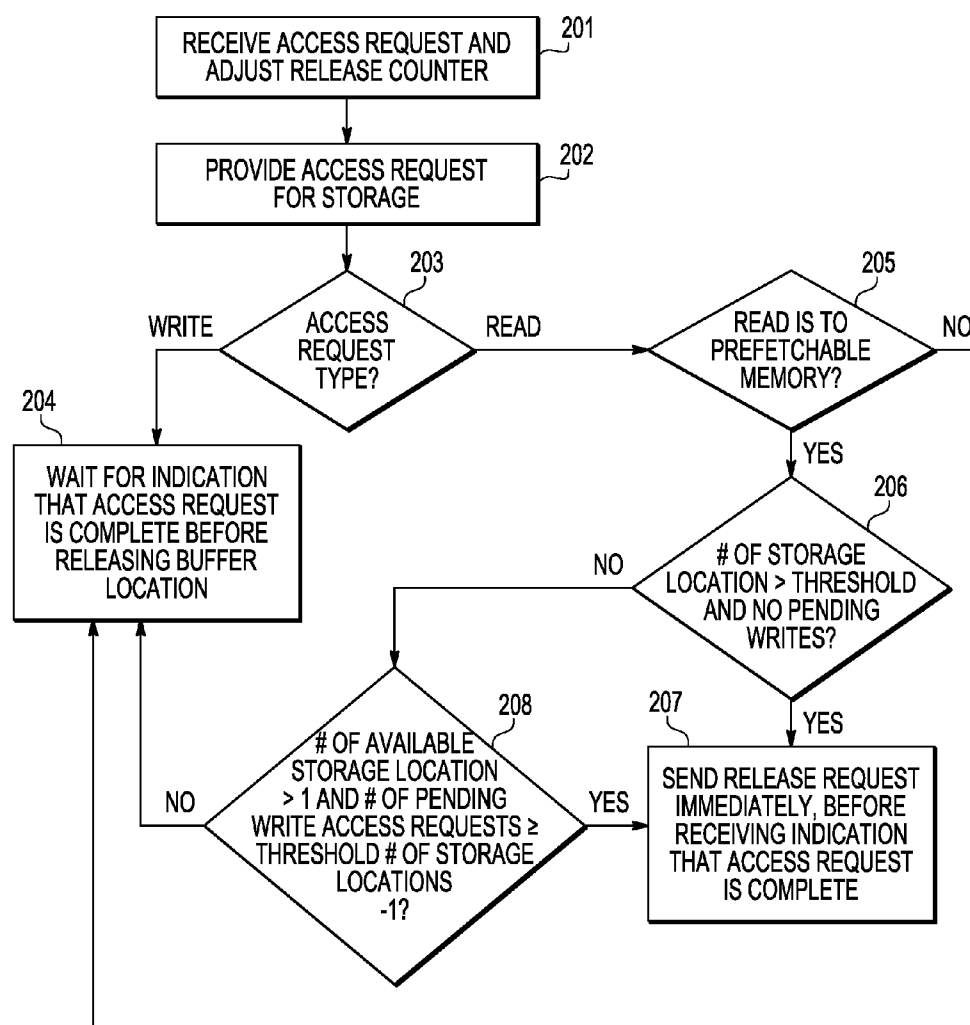 201
RECEIVE ACCESS REQUEST AND
ADJUST RELEASE COUNTER
202
PROVIDE ACCESS REQUEST
FOR STORAGE
203
ACCESS
REQUEST
TYPE?
WRITE
READ
205
READ IS TO
PREFETCHABLE
MEMORY?
NO
YES
204
WAIT FOR INDICATION
THAT ACCESS REQUEST
IS COMPLETE BEFORE
RELEASING BUFFER
LOCATION
206
# OF STORAGE
LOCATION > THRESHOLD
AND NO PENDING
WRITES?
NO
YES
208
# OF AVAILABLE
STORAGE LOCATION
> 1 AND # OF PENDING
WRITE ACCESS REQUESTS ≥
THRESHOLD # OF STORAGE
LOCATIONS
-1?
NO
YES
207
SEND RELEASE REQUEST
IMMEDIATELY, BEFORE
RECEIVING INDICATION
THAT ACCESS REQUEST
IS COMPLETE